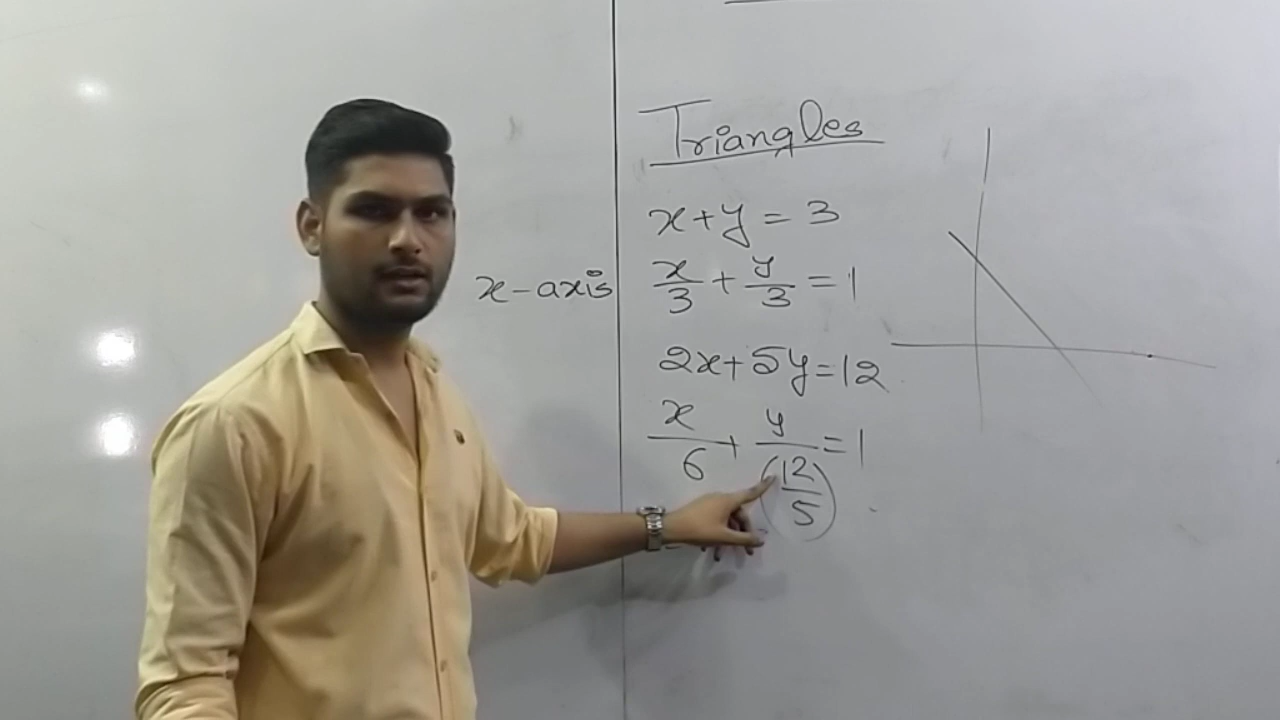 Triangles
x+y=3
x-axis
x/3+y/3=1
2x+5y=12
x/6+y/(12/5)=1